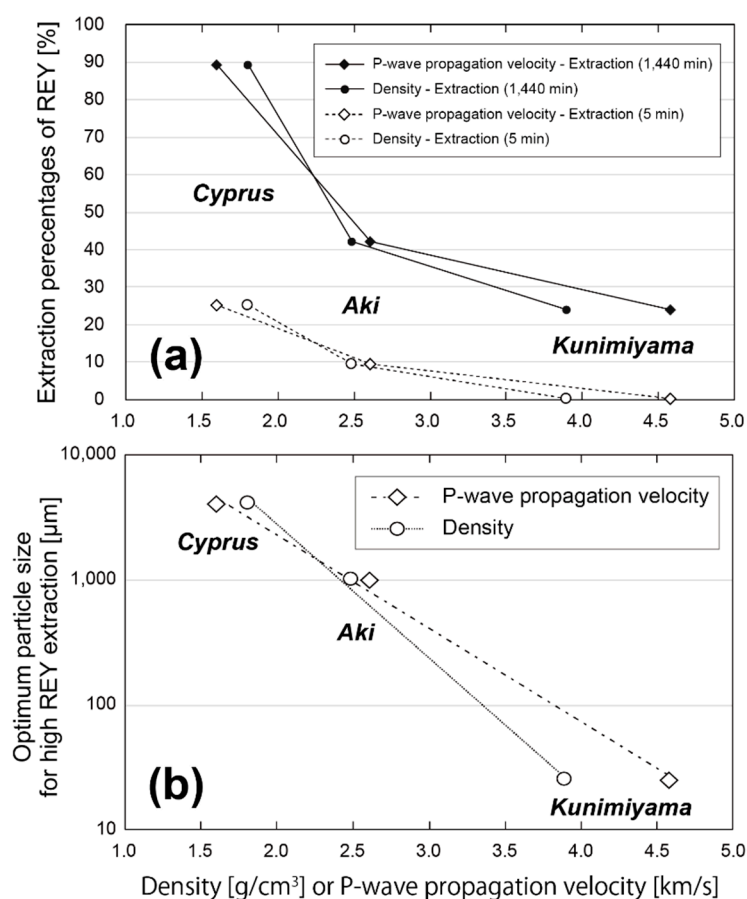 Extraction perecentages of REY [%]
100
90
80
70
60
50
40
30
20
10
0
P-wave propagation velocity - Extraction (1,440 min)
Density - Extraction (1,440 min)
P-wave propagation velocity - Extraction (5 min)
Density - Extraction (5 min)
Cyprus
Aki
Kunimiyama
(a)
1.0 1.5 2.0 2.5 3.0 3.5 4.0 4.5 5.0
Optimum particle size
for high REY extraction [µm]
10,000
1,000
100
10
P-wave propagation velocity
Density
Cyprus
Aki
Kunimiyama
(b)
1.0 1.5 2.0 2.5 3.0 3.5 4.0 4.5 5.0
Density [g/cm³] or P-wave propagation velocity [km/s]